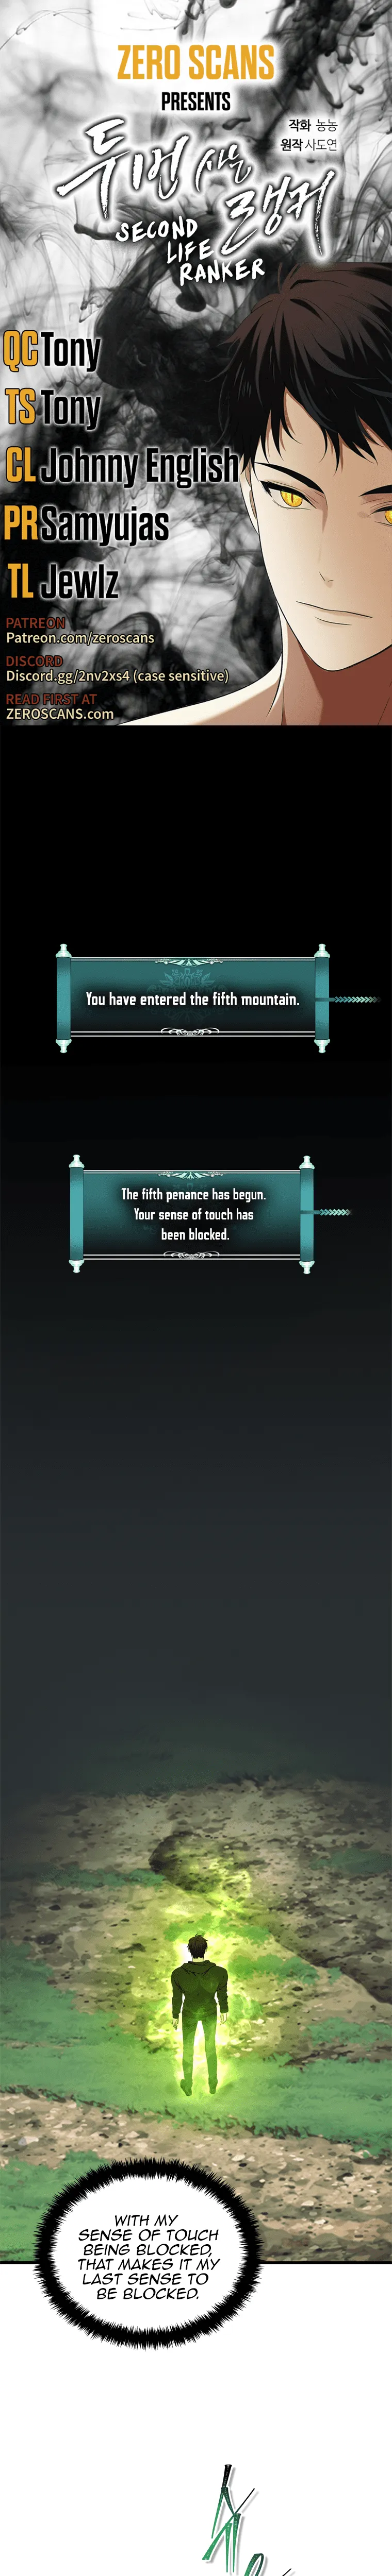 ZERO SCANS
PRESENTS
작화 농농
원작 사도연
두 번 사는
랭커
SECOND
LIFE
RANKER
QC Tony
TS Tony
CL Johnny English
PR Samyujas
TL Jewlz
PATREON
Patreon.com/zeroscans
DISCORD
Discord.gg/2nv2xs4 (case sensitive)
READ FIRST AT
ZEROSCANS.com
You have entered the fifth mountain.
The fifth penance has begun.
Your sense of touch has
been blocked.
WITH MY
SENSE OF TOUCH
BEING BLOCKED,
THAT MAKES IT MY
LAST SENSE TO
BE BLOCKED.